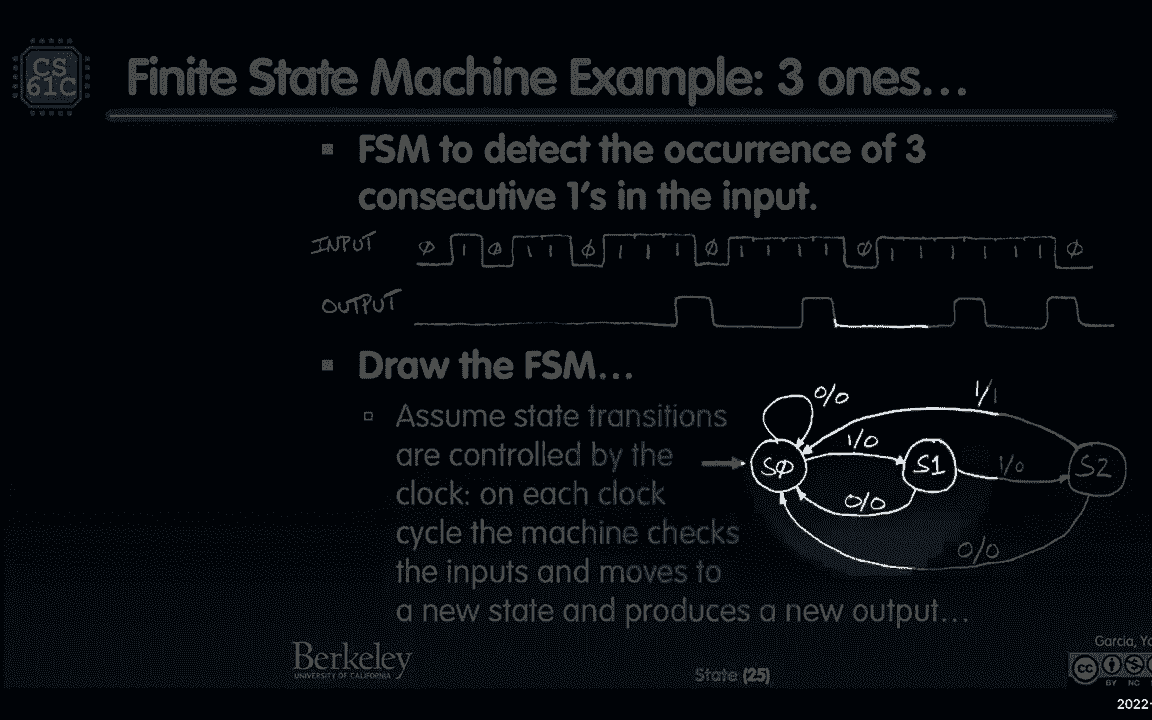 CS
61C
Finite State Machine Example: 3 ones…
▪ FSM to detect the occurrence of 3
consecutive 1's in the input.
INPUT Ø 1 Ø 1 1 Ø 1 1 1 Ø 1 1 1 1 Ø 1 1 1 1 1 1 Ø
OUTPUT
▪ Draw the FSM…
▫ Assume state transitions
are controlled by the
clock: on each clock
cycle the machine checks
the inputs and moves to
a new state and produces a new output…
0/0
1/1
1/0
SØ
S1
1/0
S2
0/0
0/0
Berkeley
UNIVERSITY OF CALIFORNIA
State (25)
Garcia,
BY NC
2022-